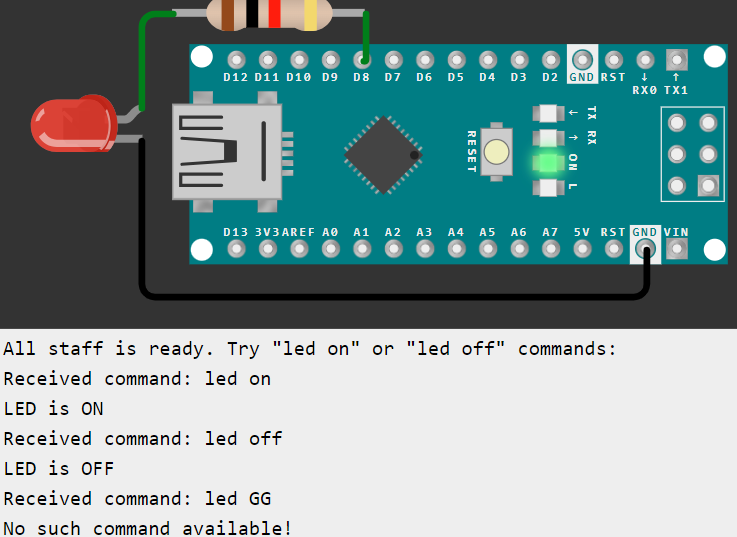 D12 D11 D10 D9 D8 D7 D6 D5 D4 D3 D2 GND RST ↓ ↑
RX0 TX1
← TX
→ RX
ON
L
RESET
D13 3V3 AREF A0 A1 A2 A3 A4 A5 A6 A7 5V RST GND VIN
All staff is ready. Try "led on" or "led off" commands:
Received command: led on
LED is ON
Received command: led off
LED is OFF
Received command: led GG
No such command available!